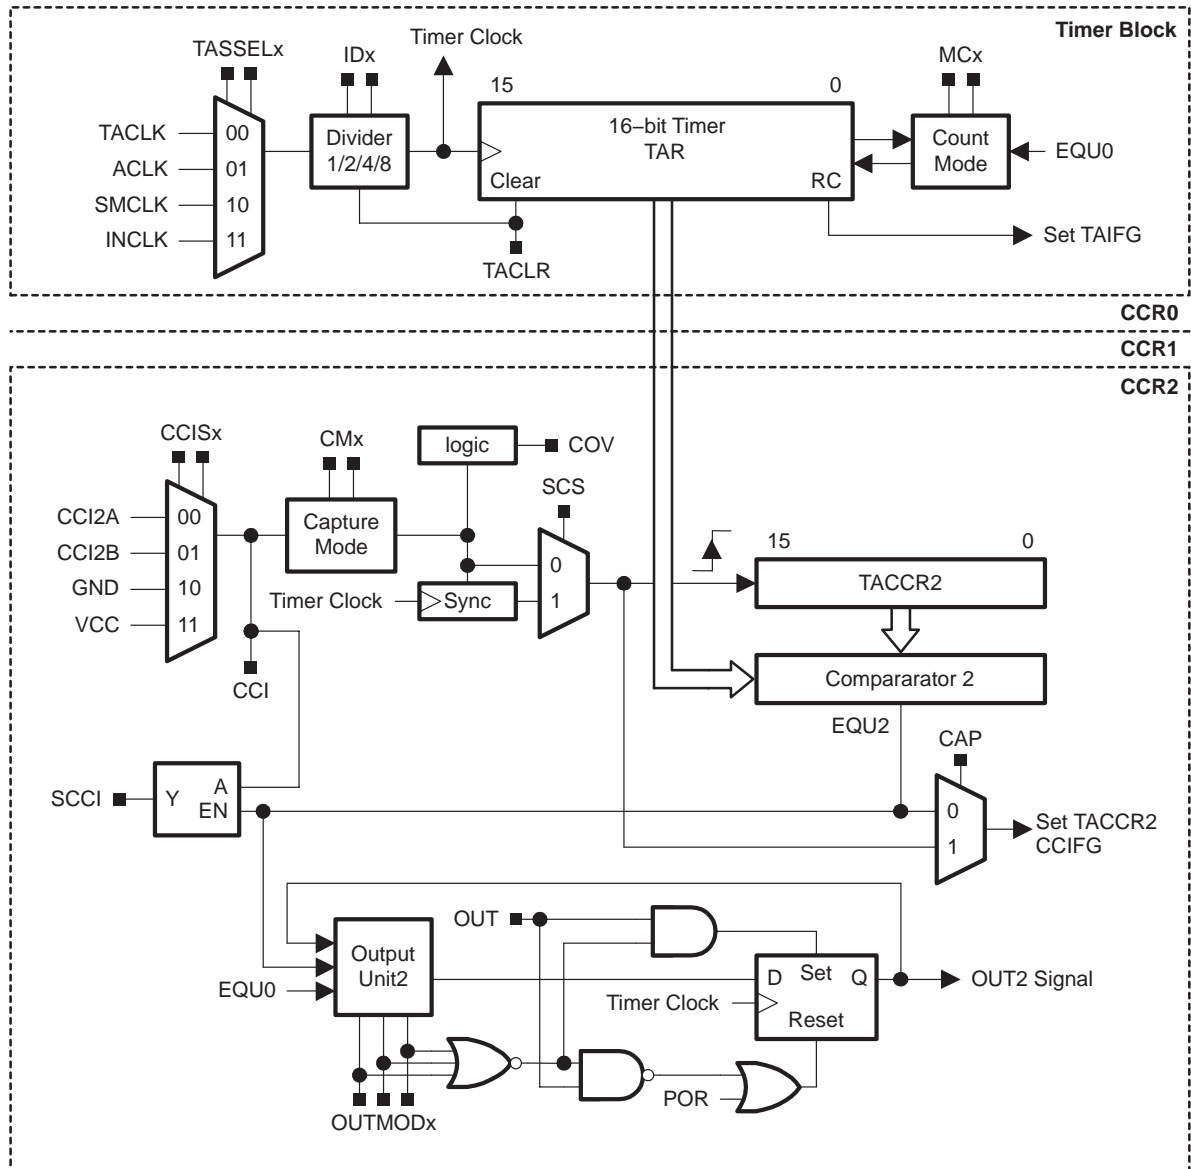 Timer Block
Timer Clock
TASSELx
IDx
MCx
15
0
TACLK
00
ACLK
01
SMCLK
10
INCLK
11
Divider
1/2/4/8
16−bit Timer
TAR
Clear
RC
Count
Mode
EQU0
Set TAIFG
TACLR
CCR0
CCR1
CCR2
CCISx
CMx
logic
COV
SCS
CCI2A
00
CCI2B
01
GND
10
VCC
11
Capture
Mode
Timer Clock
Sync
0
1
15
0
TACCR2
Compararator 2
CCI
EQU2
CAP
SCCI
Y
A
EN
0
1
Set TACCR2
CCIFG
OUT
Output
Unit2
EQU0
D
Set
Q
OUT2 Signal
Timer Clock
Reset
POR
OUTMODx